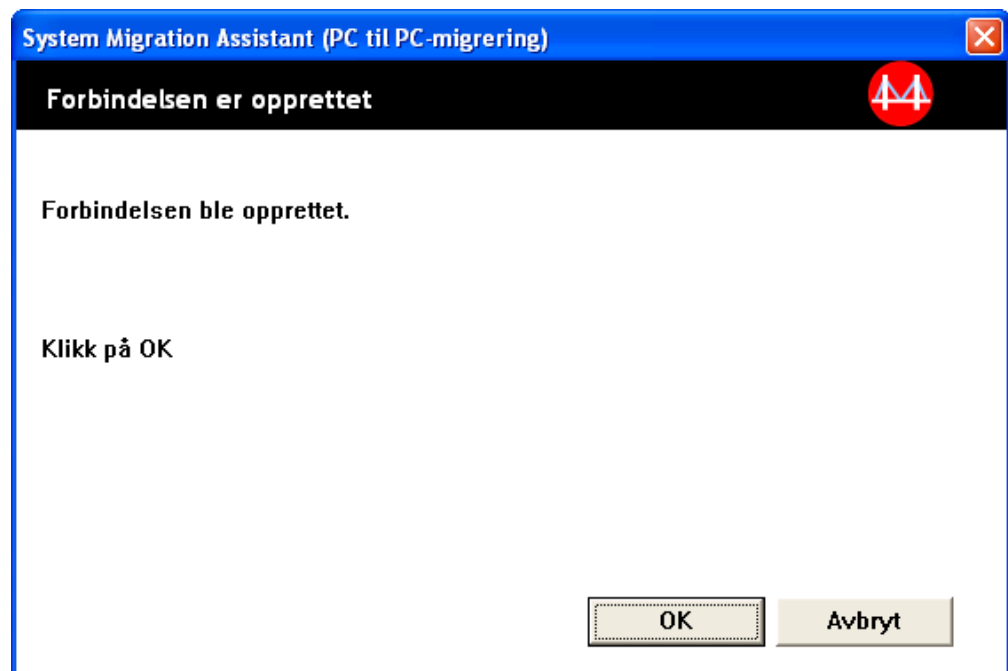 System Migration Assistant (PC til PC-migrering)
Forbindelsen er opprettet
Forbindelsen ble opprettet.
Klikk på OK
OK
Avbryt